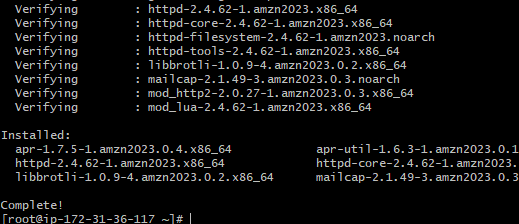 Verifying : httpd-2.4.62-1.amzn2023.x86_64
Verifying : httpd-core-2.4.62-1.amzn2023.x86_64
Verifying : httpd-filesystem-2.4.62-1.amzn2023.noarch
Verifying : httpd-tools-2.4.62-1.amzn2023.x86_64
Verifying : libbrotli-1.0.9-4.amzn2023.0.2.x86_64
Verifying : mailcap-2.1.49-3.amzn2023.0.3.noarch
Verifying : mod_http2-2.0.27-1.amzn2023.0.3.x86_64
Verifying : mod_lua-2.4.62-1.amzn2023.x86_64
Installed:
apr-1.7.5-1.amzn2023.0.4.x86_64 apr-util-1.6.3-1.amzn2023.0.1
httpd-2.4.62-1.amzn2023.x86_64 httpd-core-2.4.62-1.amzn2023.x
libbrotli-1.0.9-4.amzn2023.0.2.x86_64 mailcap-2.1.49-3.amzn2023.0.3
Complete!
[root@ip-172-31-36-117 ~]#